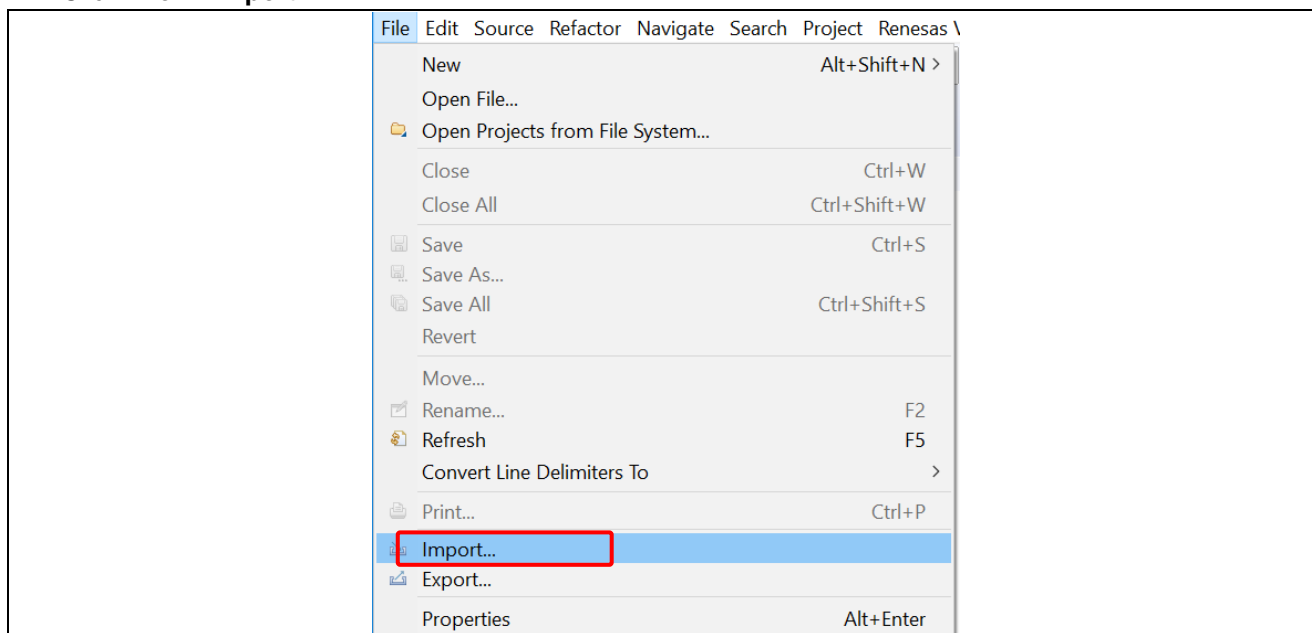 File Edit Source Refactor Navigate Search Project Renesas
New Alt+Shift+N >
Open File...
Open Projects from File System...
Close Ctrl+W
Close All Ctrl+Shift+W
Save Ctrl+S
Save As...
Save All Ctrl+Shift+S
Revert
Move...
Rename... F2
Refresh F5
Convert Line Delimiters To >
Print... Ctrl+P
Import...
Export...
Properties Alt+Enter